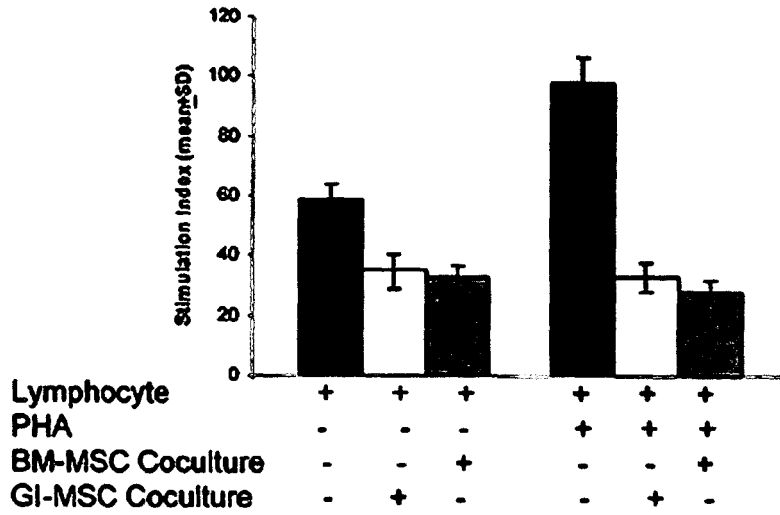 120
100
80
60
40
20
0
Stimulation Index (mean±SD)
Lymphocyte + + + + + +
PHA - - - + + +
BM-MSC Coculture - - + - - +
GI-MSC Coculture - + - - + -